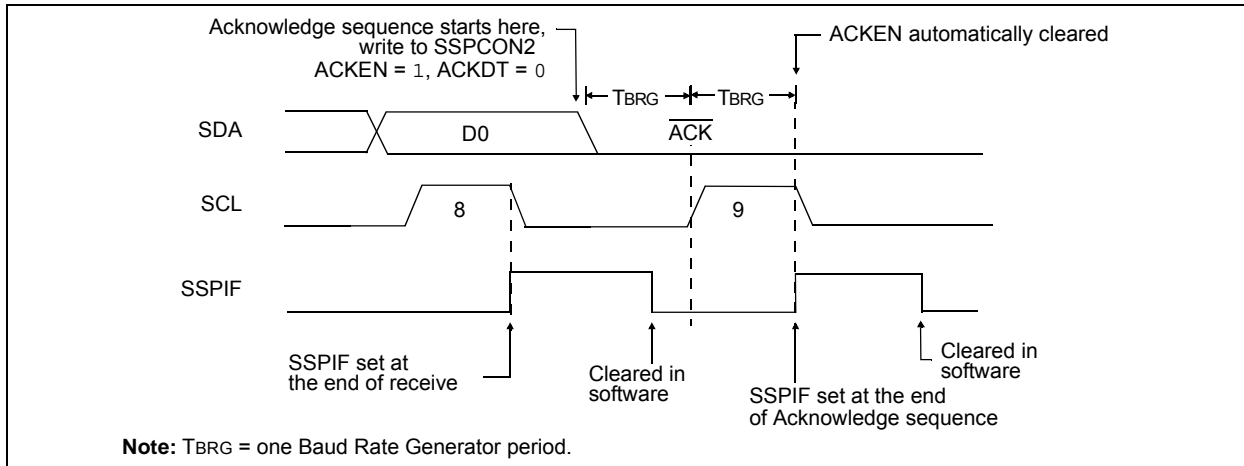 Acknowledge sequence starts here,
write to SSPCON2
ACKEN = 1, ACKDT = 0
ACKEN automatically cleared
TBRG
TBRG
SDA
D0
ACK
SCL
8
9
SSPIF
SSPIF set at
the end of receive
Cleared in
software
SSPIF set at the end
of Acknowledge sequence
Cleared in
software
Note: TBRG = one Baud Rate Generator period.